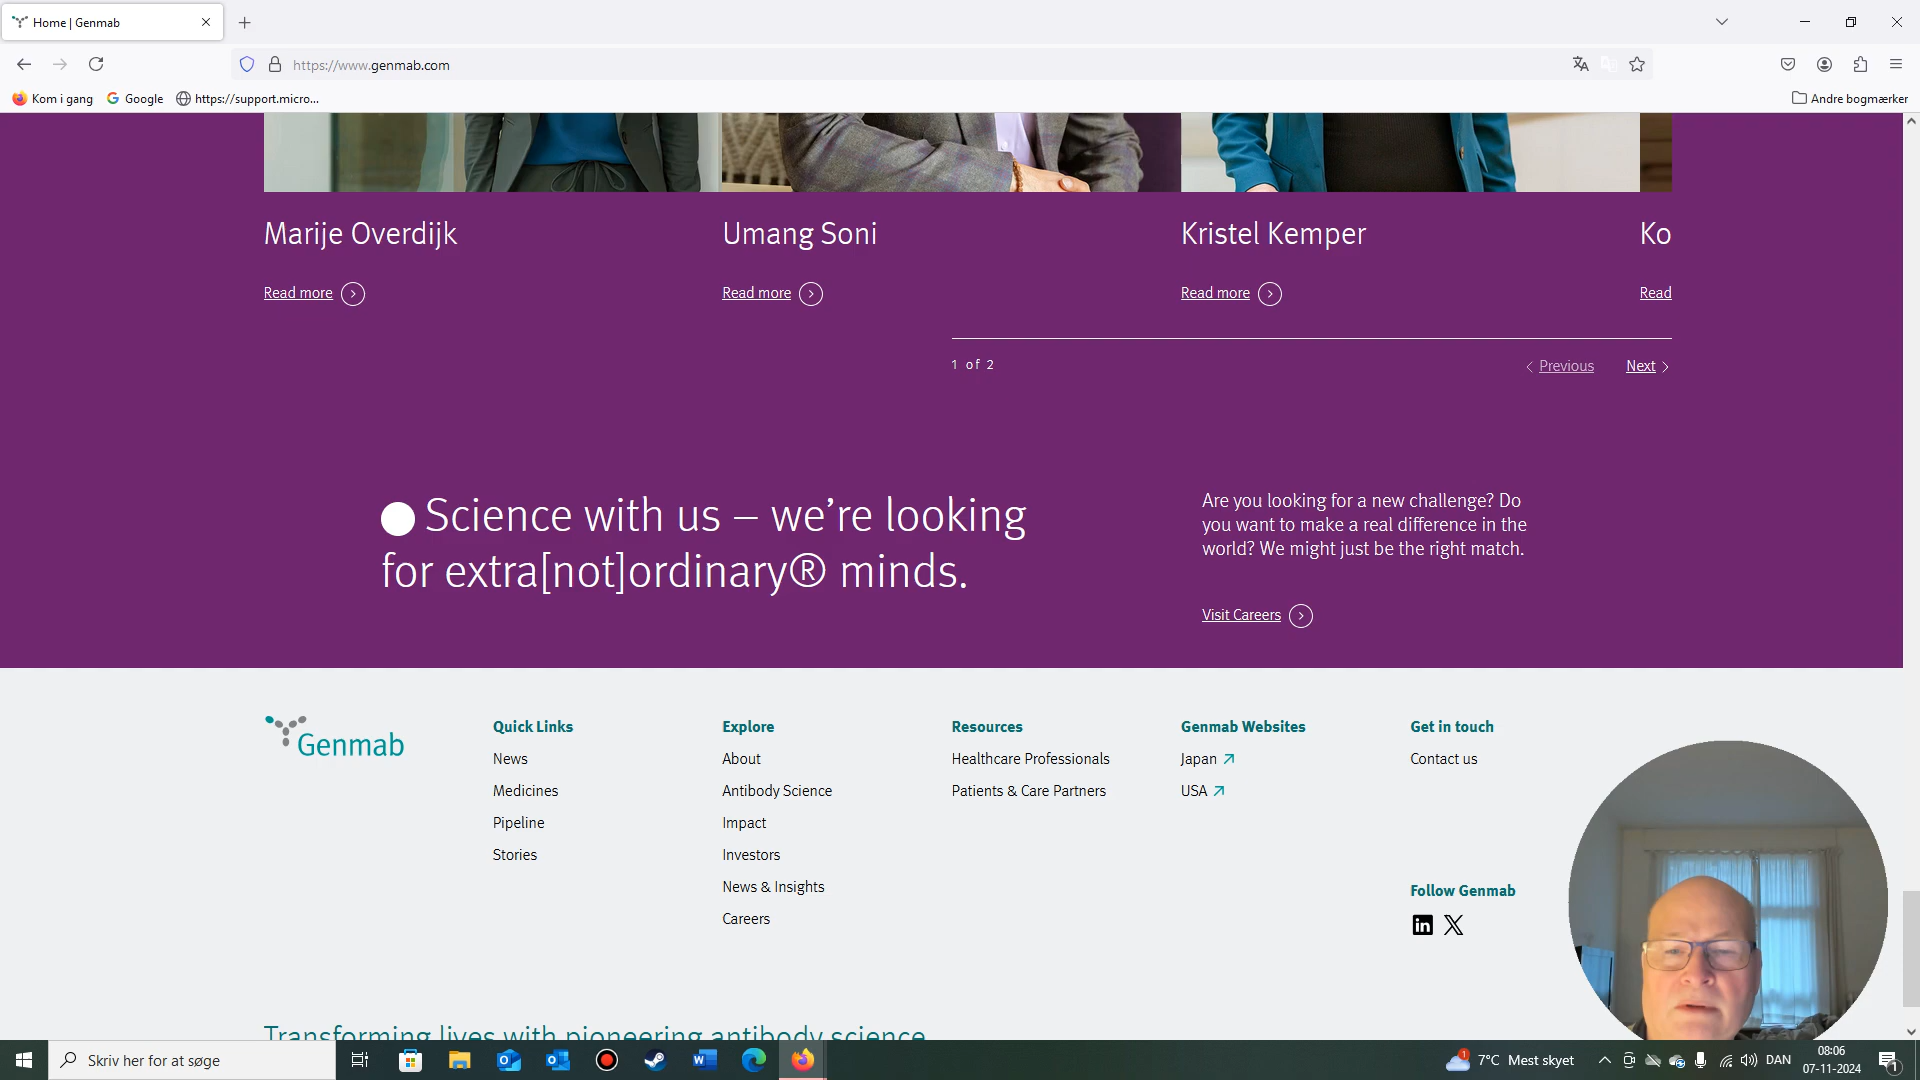 Home | Genmab
https://www.genmab.com
Kom i gang
Google
https://support.micro...
Andre bogmærker
Marije Overdijk
Umang Soni
Kristel Kemper
Ko
Read more
Read more
Read more
Read
1 of 2
Previous
Next
Science with us – we’re looking
for extra[not]ordinary® minds.
Are you looking for a new challenge? Do
you want to make a real difference in the
world? We might just be the right match.
Visit Careers
Genmab
Quick Links
News
Medicines
Pipeline
Stories
Explore
About
Antibody Science
Impact
Investors
News & Insights
Careers
Resources
Healthcare Professionals
Patients & Care Partners
Genmab Websites
Japan
USA
Get in touch
Contact us
Follow Genmab
Transforming lives with pioneering antibody science
Skriv her for at søge
1
7°C Mest skyet
DAN
08:06
07-11-2024
1